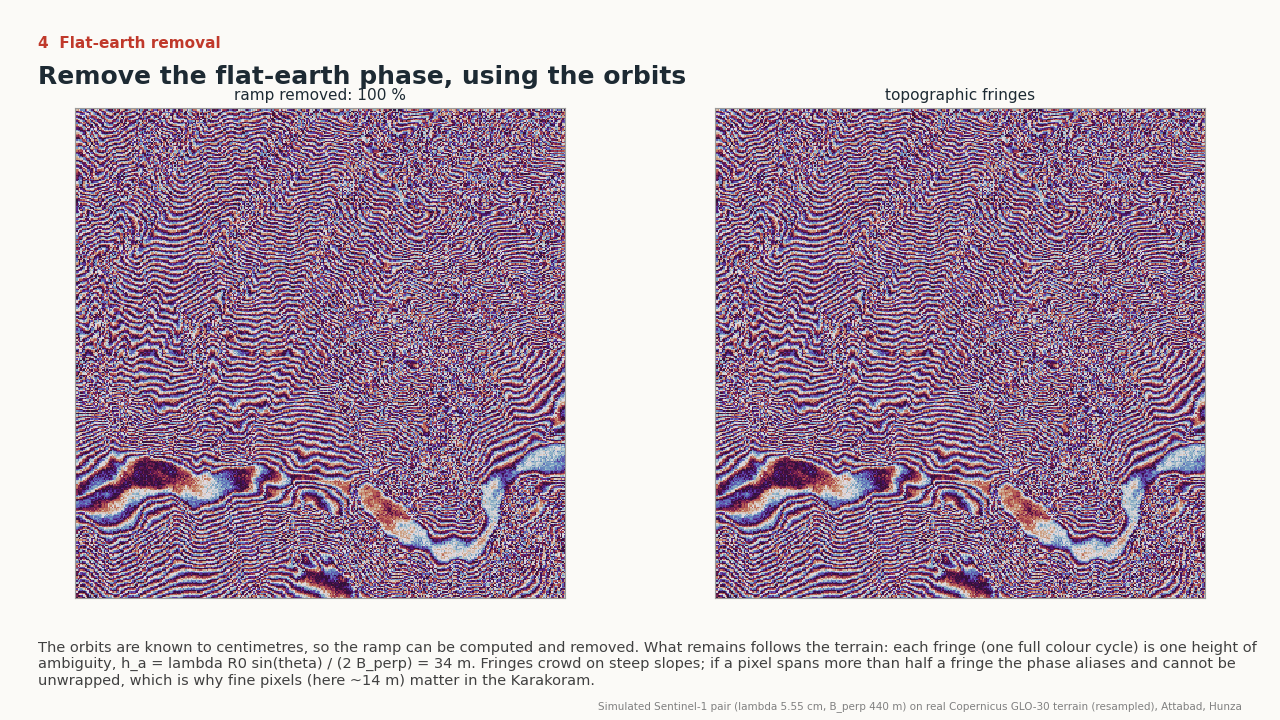 4  Flat-earth removal
Remove the flat-earth phase, using the orbits
ramp removed: 100 %
topographic fringes
The orbits are known to centimetres, so the ramp can be computed and removed. What remains follows the terrain: each fringe (one full colour cycle) is one height of
ambiguity, h_a = lambda R0 sin(theta) / (2 B_perp) = 34 m. Fringes crowd on steep slopes; if a pixel spans more than half a fringe the phase aliases and cannot be
unwrapped, which is why fine pixels (here ~14 m) matter in the Karakoram.
Simulated Sentinel-1 pair (lambda 5.55 cm, B_perp 440 m) on real Copernicus GLO-30 terrain (resampled), Attabad, Hunza